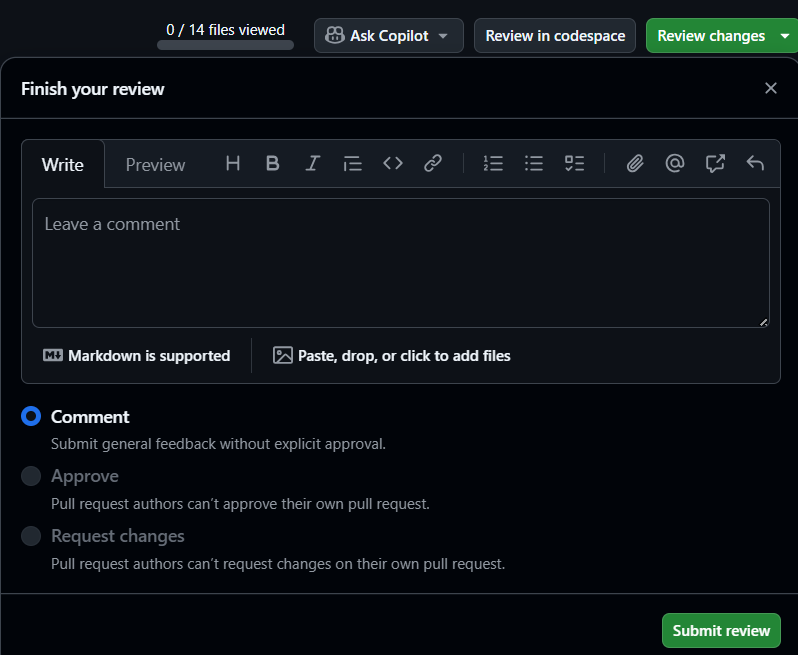 0 / 14 files viewed
Ask Copilot
Review in codespace
Review changes
Finish your review
Write
Preview
Leave a comment
Markdown is supported
Paste, drop, or click to add files
Comment
Submit general feedback without explicit approval.
Approve
Pull request authors can’t approve their own pull request.
Request changes
Pull request authors can’t request changes on their own pull request.
Submit review